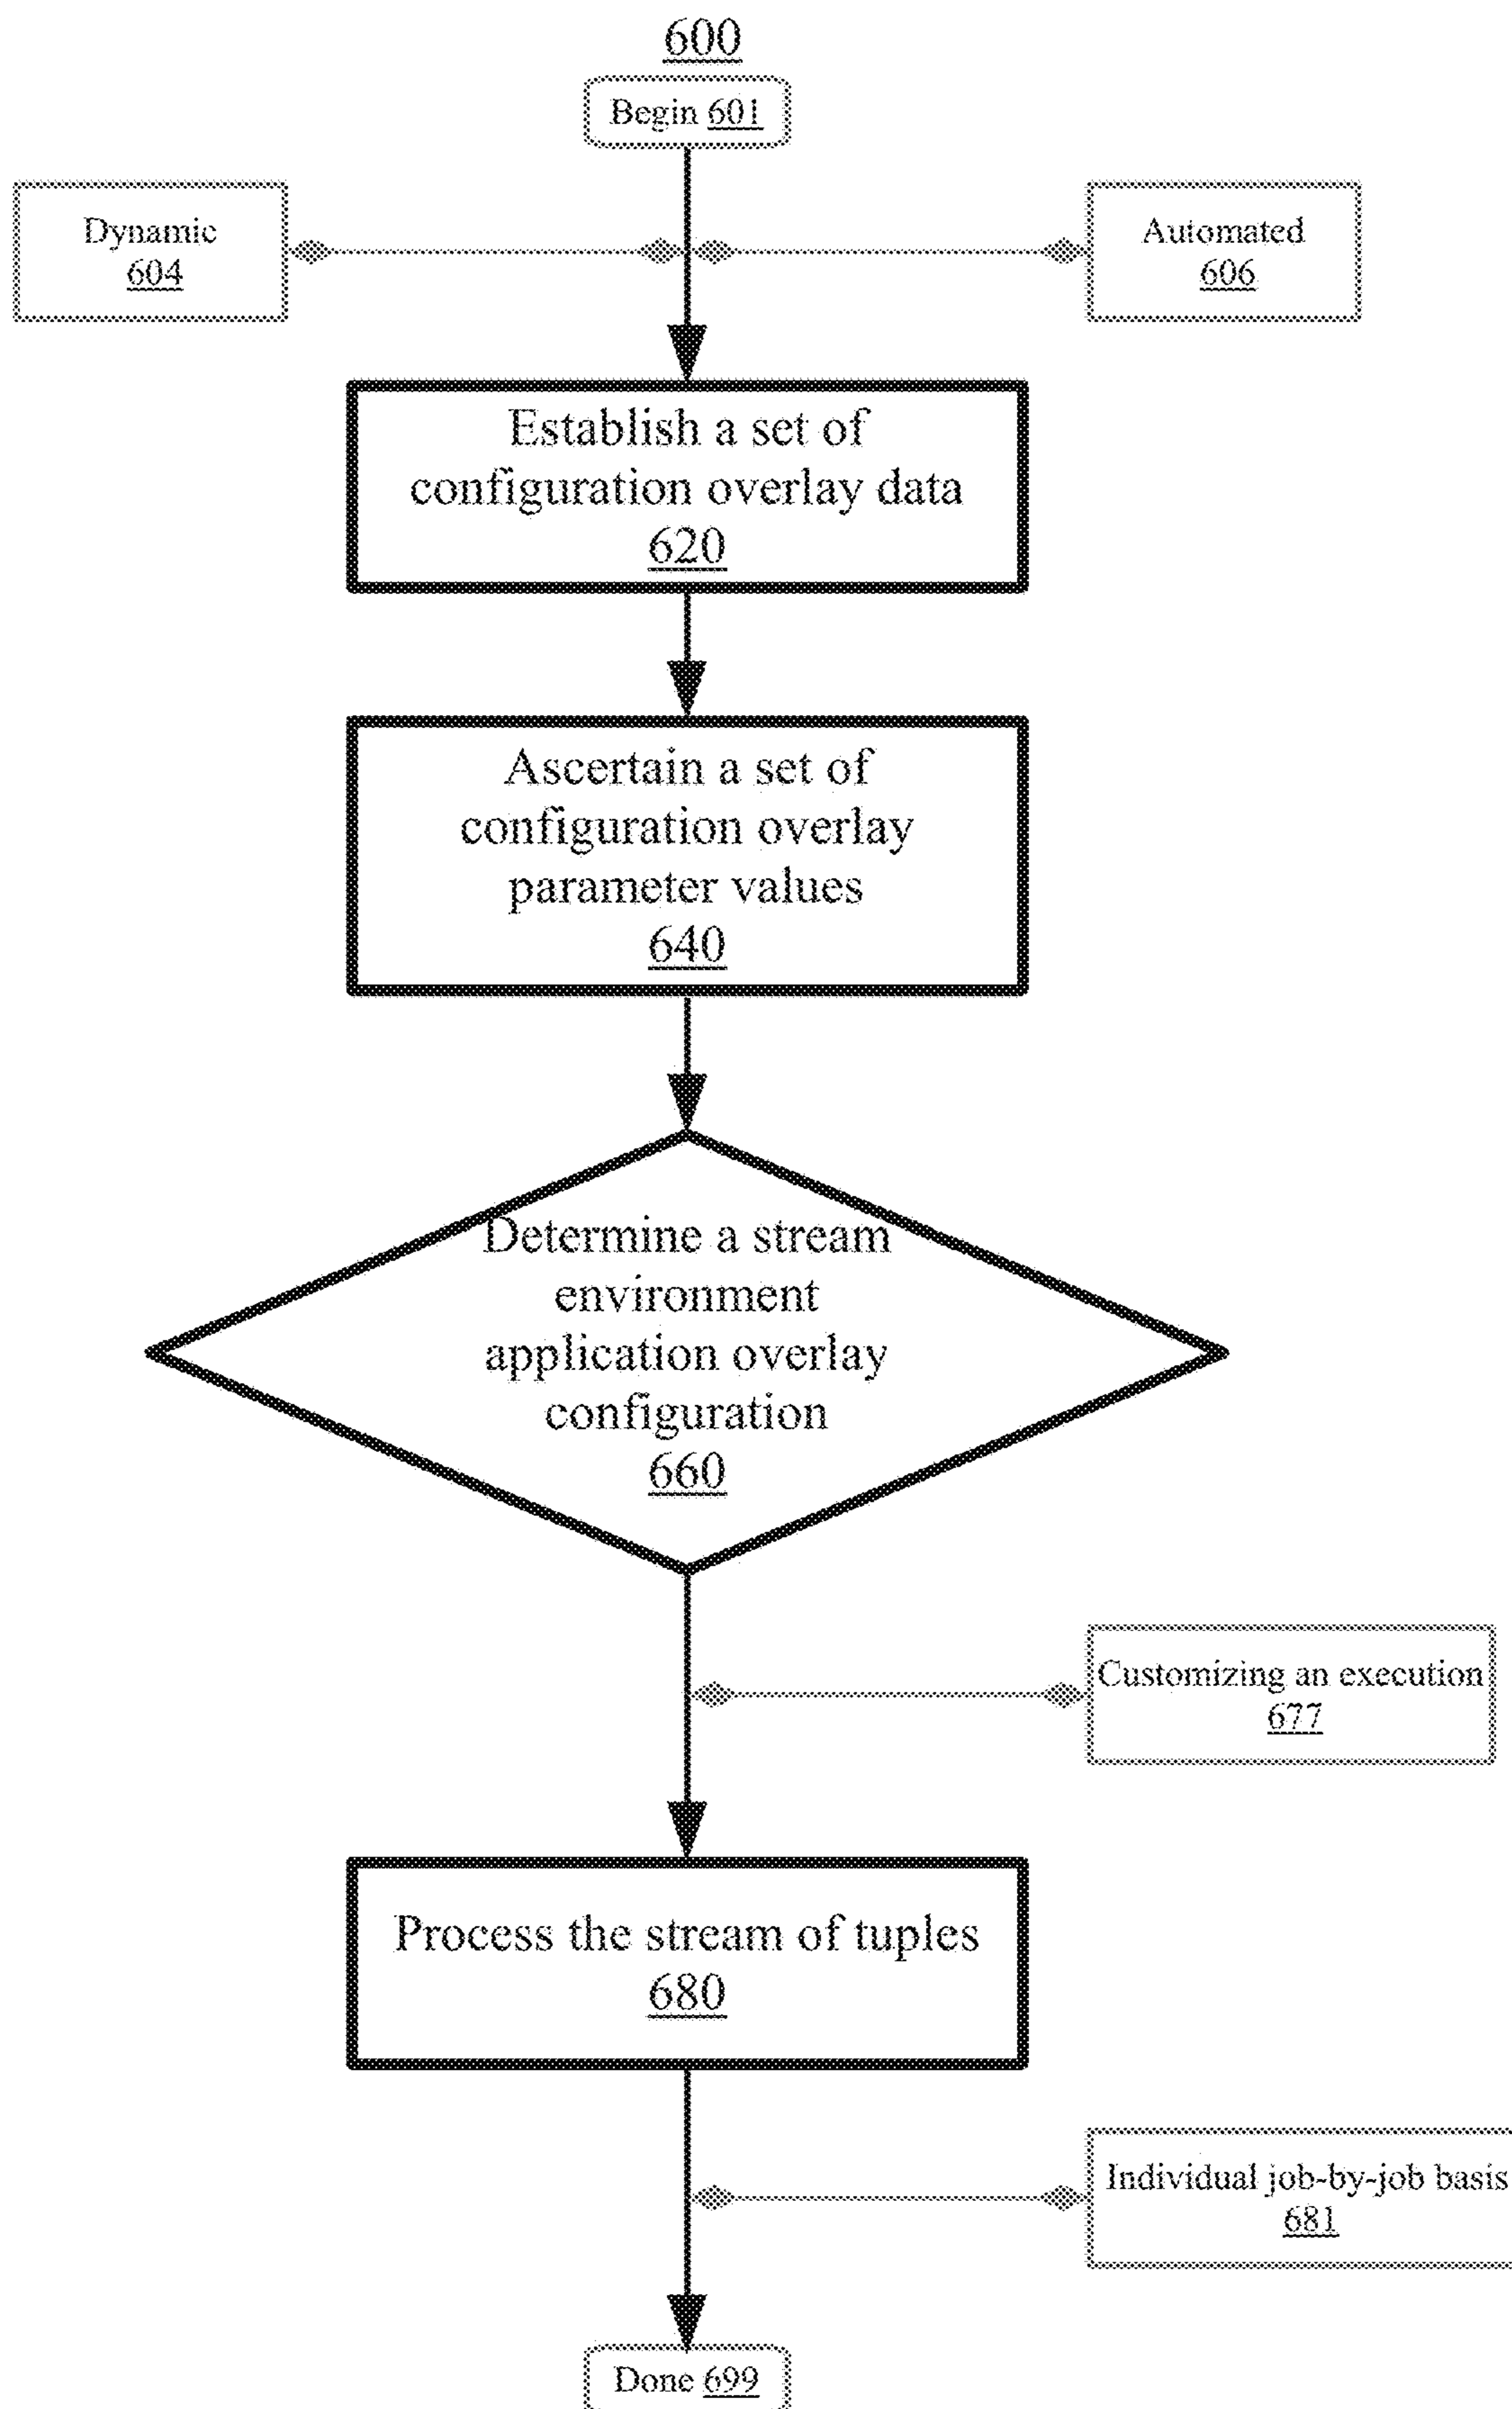 600
Begin 601
Dynamic
604
Automated
606
Establish a set of
configuration overlay data
620
Ascertain a set of
configuration overlay
parameter values
640
Determine a stream
environment
application overlay
configuration
660
Customizing an execution
677
Process the stream of tuples
680
Individual job-by-job basis
681
Done 699